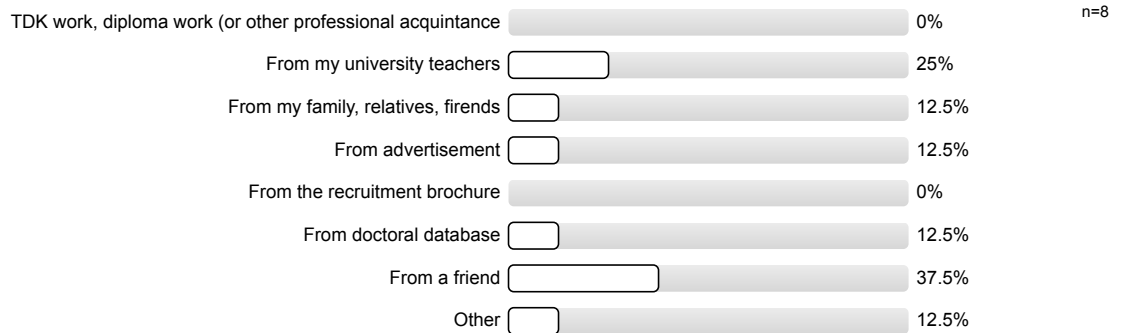 TDK work, diploma work (or other professional acquintance 0% n=8
From my university teachers 25%
From my family, relatives, firends 12.5%
From advertisement 12.5%
From the recruitment brochure 0%
From doctoral database 12.5%
From a friend 37.5%
Other 12.5%